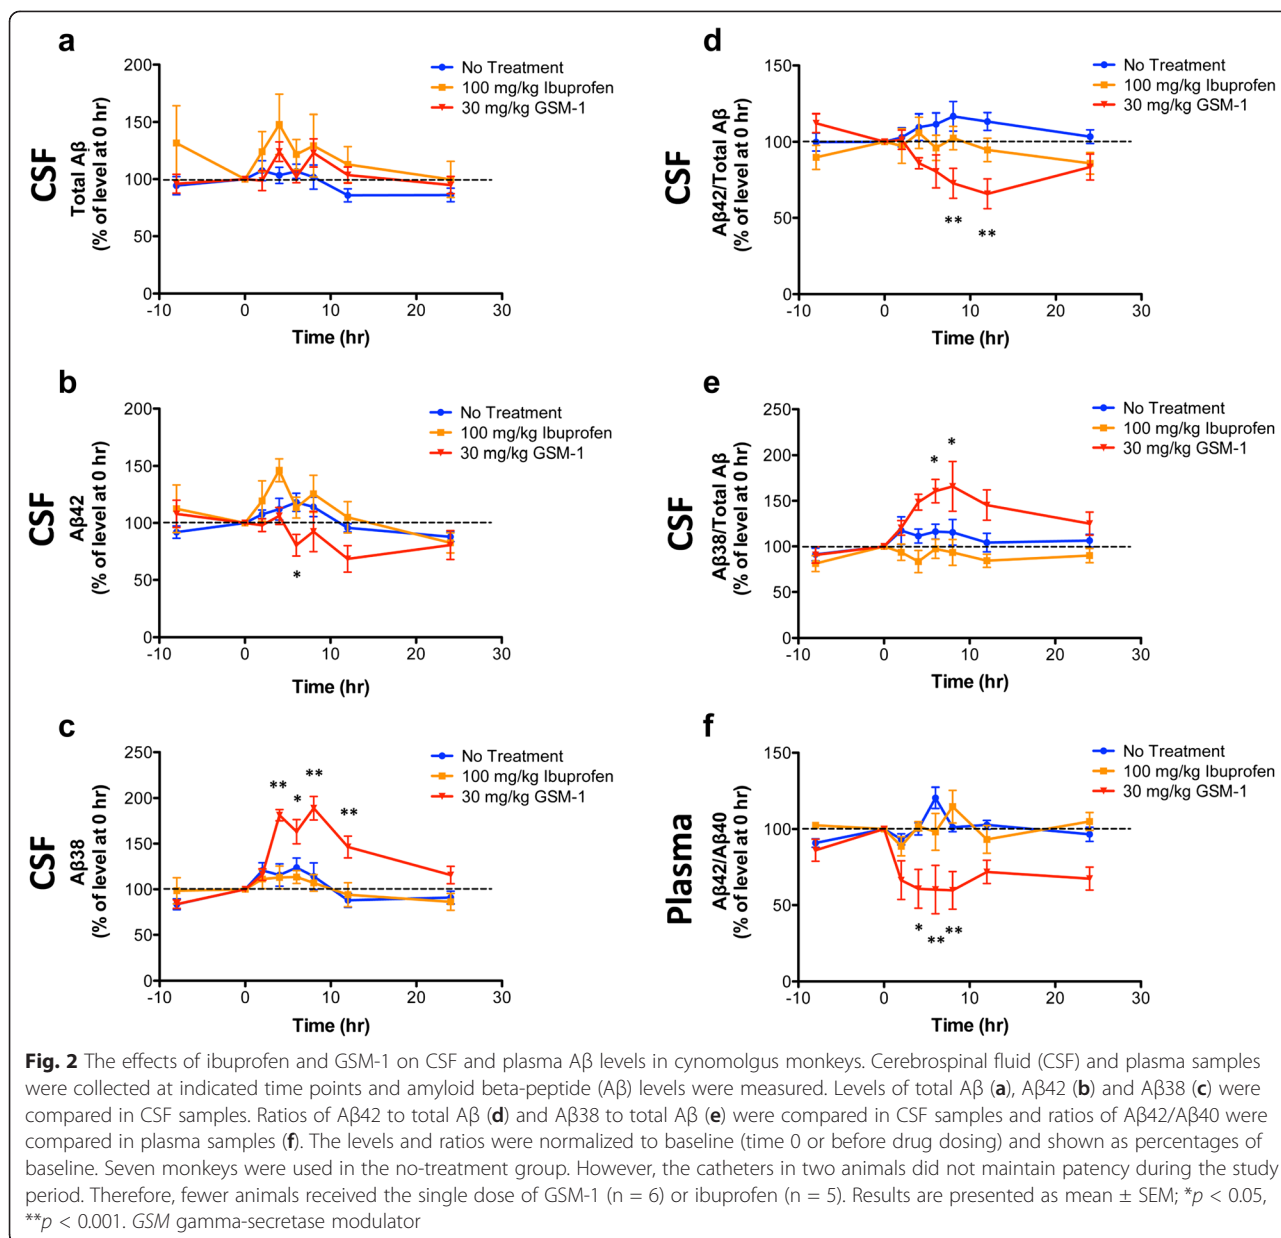 a
CSF
Total Aβ
(% of level at 0 hr)
200
150
100
50
0
-10
0
10
20
30
Time (hr)
No Treatment
100 mg/kg Ibuprofen
30 mg/kg GSM-1
b
CSF
Aβ42
(% of level at 0 hr)
200
150
100
50
0
-10
0
10
20
30
Time (hr)
No Treatment
100 mg/kg Ibuprofen
30 mg/kg GSM-1
*
c
CSF
Aβ38
(% of level at 0 hr)
250
200
150
100
50
0
-10
0
10
20
30
Time (hr)
No Treatment
100 mg/kg Ibuprofen
30 mg/kg GSM-1
**
*
**
**
d
CSF
Aβ42/Total Aβ
(% of level at 0 hr)
150
100
50
0
-10
0
10
20
30
Time (hr)
No Treatment
100 mg/kg Ibuprofen
30 mg/kg GSM-1
**
**
e
CSF
Aβ38/Total Aβ
(% of level at 0 hr)
250
200
150
100
50
0
-10
0
10
20
30
Time (hr)
No Treatment
100 mg/kg Ibuprofen
30 mg/kg GSM-1
*
*
f
Plasma
Aβ42/Aβ40
(% of level at 0 hr)
150
100
50
0
-10
0
10
20
30
Time (hr)
No Treatment
100 mg/kg Ibuprofen
30 mg/kg GSM-1
*
**
**
Fig. 2 The effects of ibuprofen and GSM-1 on CSF and plasma Aβ levels in cynomolgus monkeys. Cerebrospinal fluid (CSF) and plasma samples
were collected at indicated time points and amyloid beta-peptide (Aβ) levels were measured. Levels of total Aβ (a), Aβ42 (b) and Aβ38 (c) were
compared in CSF samples. Ratios of Aβ42 to total Aβ (d) and Aβ38 to total Aβ (e) were compared in CSF samples and ratios of Aβ42/Aβ40 were
compared in plasma samples (f). The levels and ratios were normalized to baseline (time 0 or before drug dosing) and shown as percentages of
baseline. Seven monkeys were used in the no-treatment group. However, the catheters in two animals did not maintain patency during the study
period. Therefore, fewer animals received the single dose of GSM-1 (n = 6) or ibuprofen (n = 5). Results are presented as mean ± SEM; *p < 0.05,
**p < 0.001. GSM gamma-secretase modulator